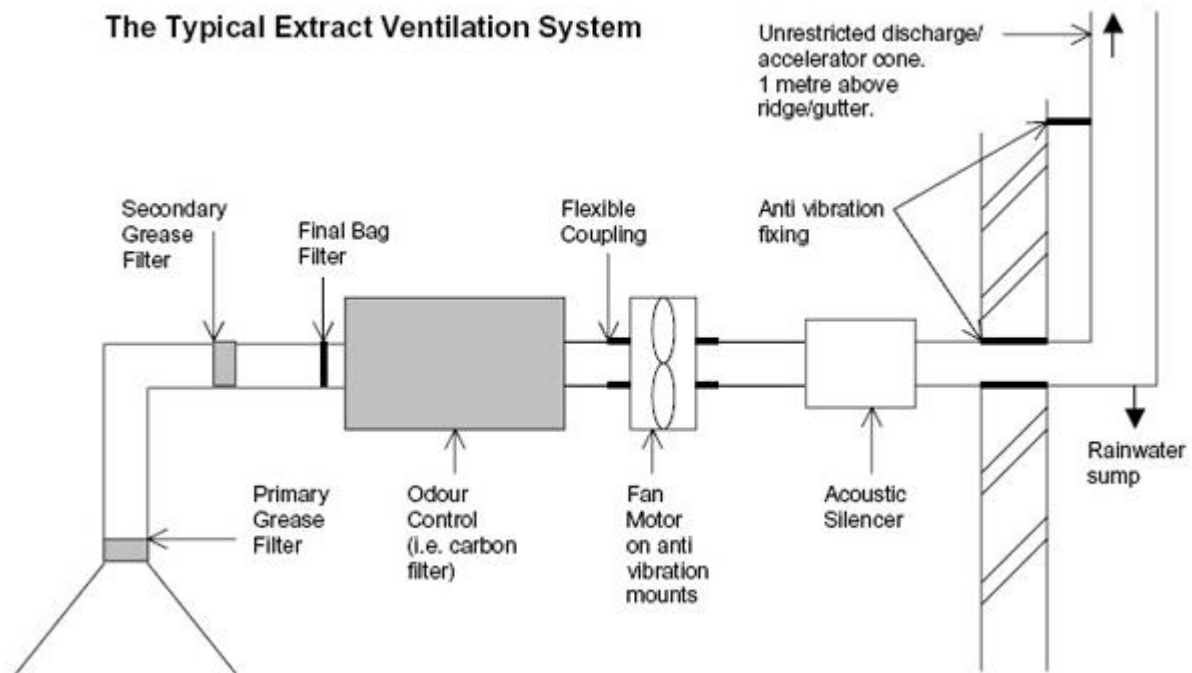 The Typical Extract Ventilation System
Unrestricted discharge/
accelerator cone.
1 metre above
ridge/gutter.
Secondary
Grease
Filter
Final Bag
Filter
Flexible
Coupling
Anti vibration
fixing
Primary
Grease
Filter
Odour
Control
(i.e. carbon
filter)
Fan
Motor
on anti
vibration
mounts
Acoustic
Silencer
Rainwater
sump